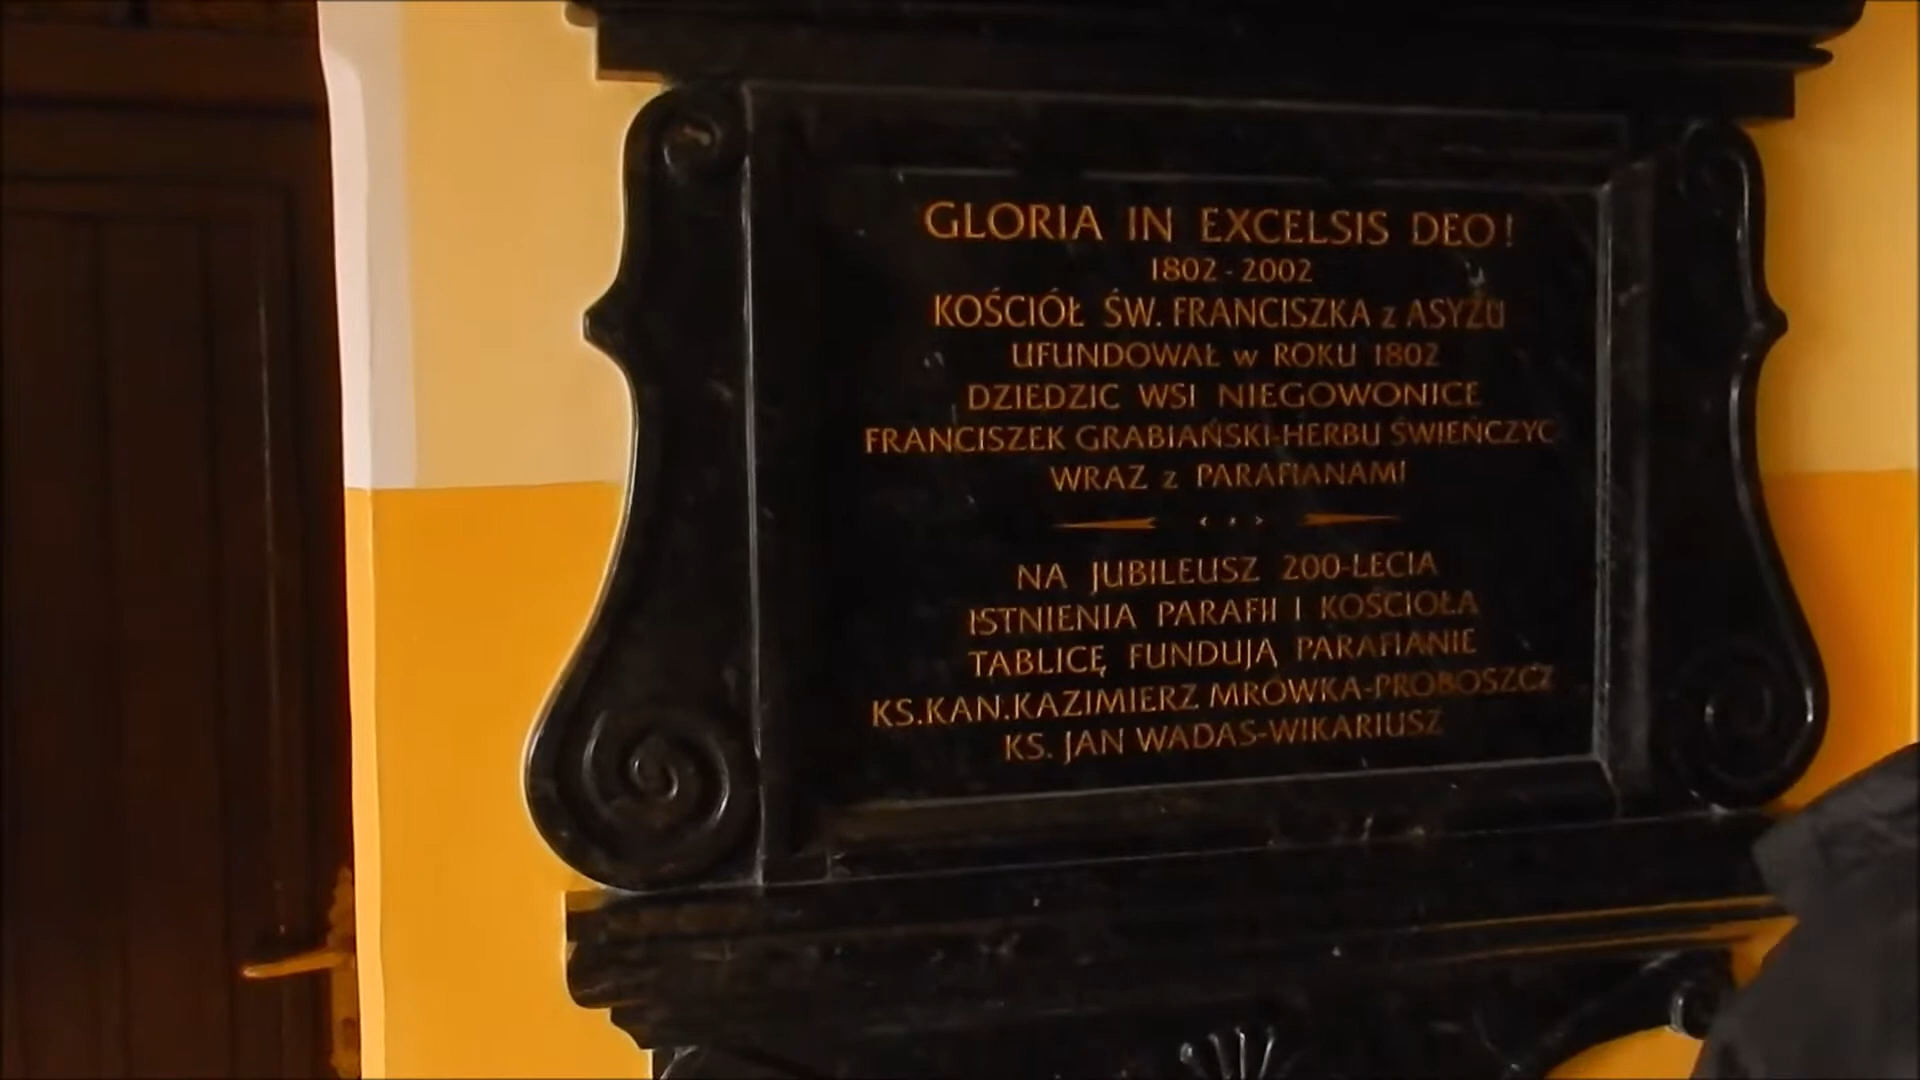 GLORIA IN EXCELSIS DEO!
1802-2002
KOŚCIÓŁ ŚW. FRANCISZKA z ASYŻU
UFUNDOWAŁ w ROKU 1802
DZIEDZIC WSI NIEGOWONICE
FRANCISZEK GRABIAŃSKI-HERBU ŚWIEŃCZYC
WRAZ z PARAFIANAMI
NA JUBILEUSZ 200-LECIA
ISTNIENIA PARAFII I KOŚCIOŁA
TABLICĘ FUNDUJĄ PARAFIANIE
KS.KAN.KAZIMIERZ MRÓWKA-PROBOSZCZ
KS. JAN WADAS-WIKARIUSZ